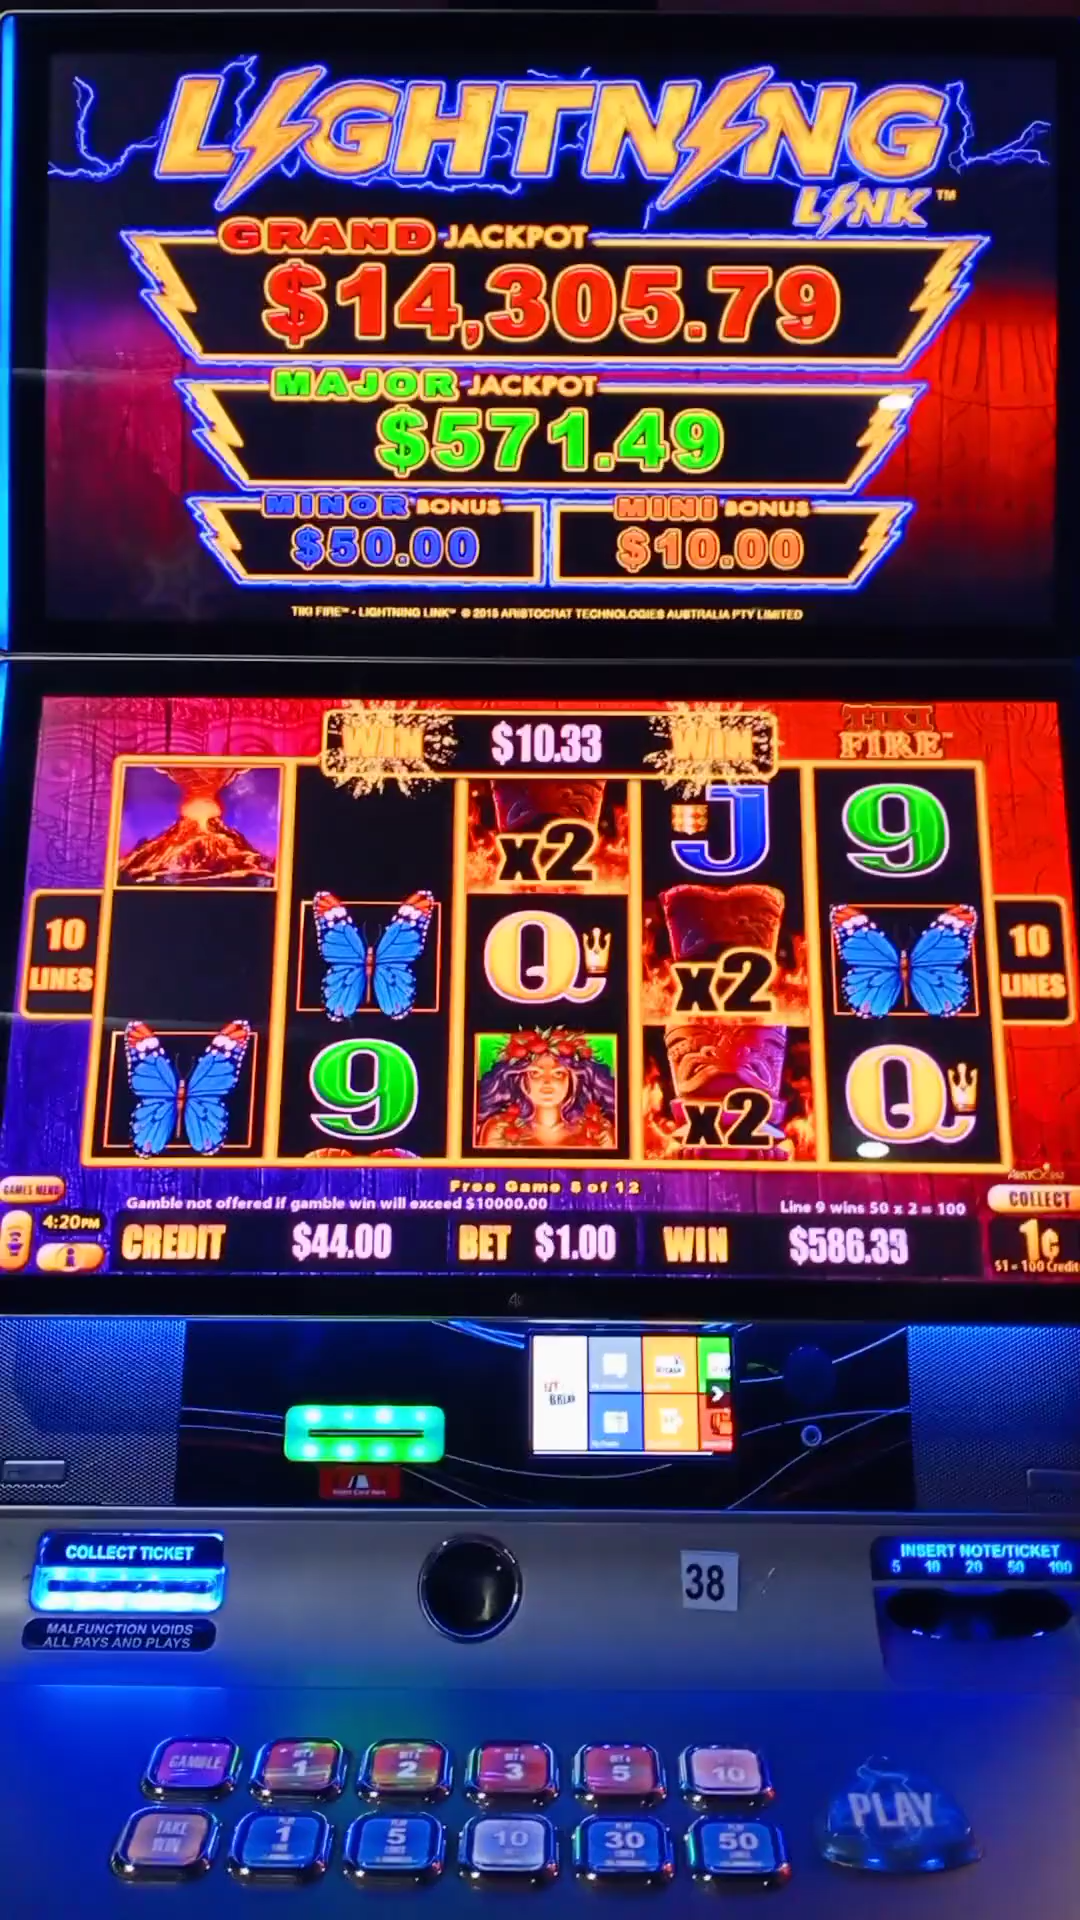 LIGHTNING
LINK™
GRAND JACKPOT
$14,305.79
MAJOR JACKPOT
$571.49
MINOR BONUS
$50.00
MINI BONUS
$10.00
TIKI FIRE™ - LIGHTNING LINK™ © 2015 ARISTOCRAT TECHNOLOGIES AUSTRALIA PTY LIMITED
WIN $10.33 WIN
TIKI
FIRE™
x2 J 9
10
LINES
Q x2
10
LINES
9 x2 Q
GAMES MENU
Free Game 5 of 12
Gamble not offered if gamble win will exceed $10000.00
Line 9 wins 50 x 2 = 100
COLLECT
4:20PM
CREDIT $44.00 BET $1.00 WIN $586.33
1¢
$1 = 100 Credits
COLLECT TICKET
MALFUNCTION VOIDS
ALL PAYS AND PLAYS
38
INSERT NOTE/TICKET
5 10 20 50 100
GAMBLE
1
2
3
5
10
TAKE
WIN
1
5
10
30
50
PLAY